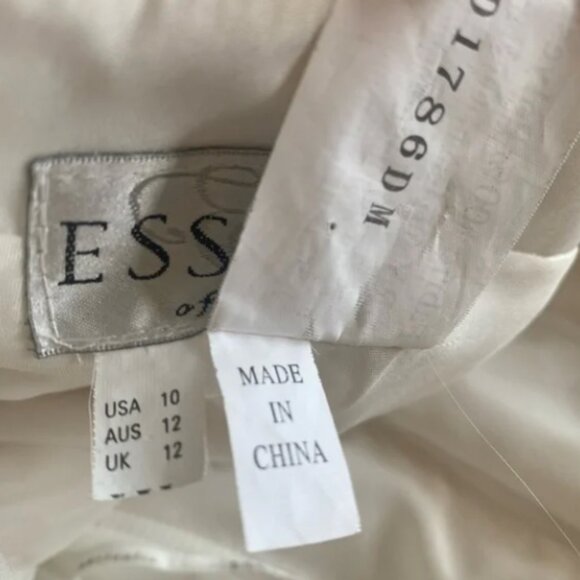 D1786DM
ESS
of
USA 10
AUS 12
UK 12
MADE
IN
CHINA